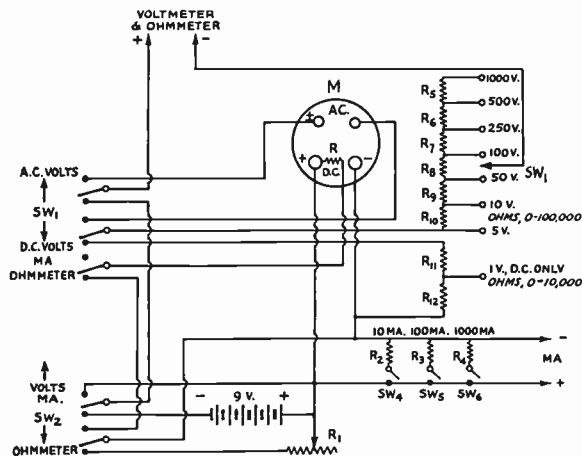 VOLTMETER
& OHMMETER
+ -
M
± A.C.
R
+ -
D.C.
R5
R6
R7
R8
R9
R10
1000 V.
500 V.
250 V.
100 V.
SW1
50 V.
10 V.
OHMS, 0-100,000
5 V.
R11
R12
1 V., D.C. ONLY
OHMS, 0-10,000
A.C. VOLTS
SW1
D.C. VOLTS
MA
OHMMETER
10 MA. 100 MA. 1000 MA
R2 R3 R4
-
MA
+
SW4 SW5 SW6
VOLTS
MA.
SW2
OHMMETER
- 9 V. +
R1